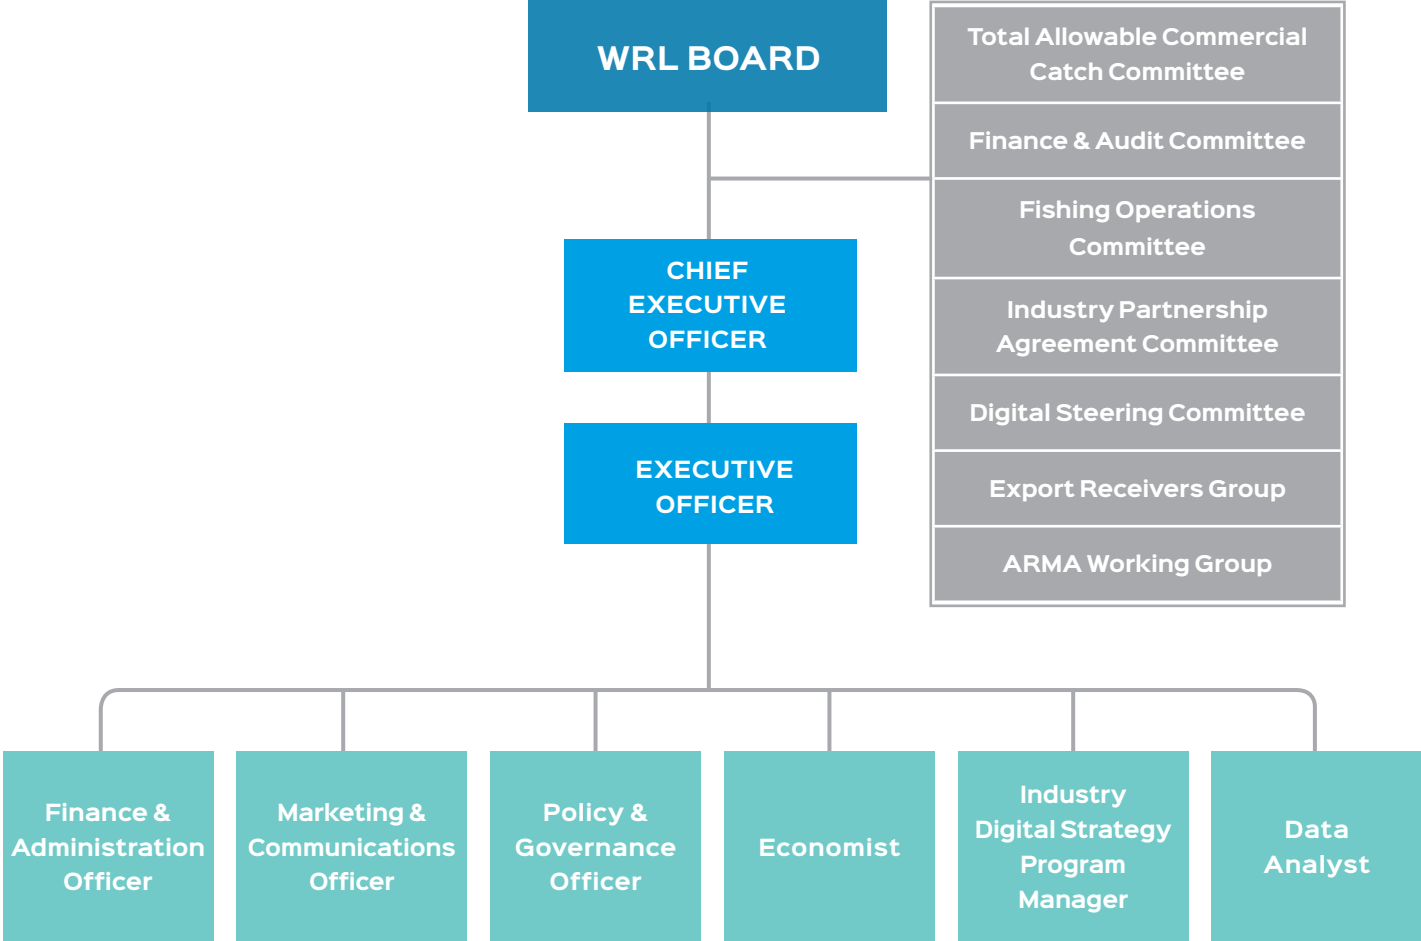 WRL BOARD
Total Allowable Commercial
Catch Committee
Finance & Audit Committee
Fishing Operations
Committee
Industry Partnership
Agreement Committee
Digital Steering Committee
Export Receivers Group
ARMA Working Group
CHIEF
EXECUTIVE
OFFICER
EXECUTIVE
OFFICER
Finance &
Administration
Officer
Marketing &
Communications
Officer
Policy &
Governance
Officer
Economist
Industry
Digital Strategy
Program
Manager
Data
Analyst